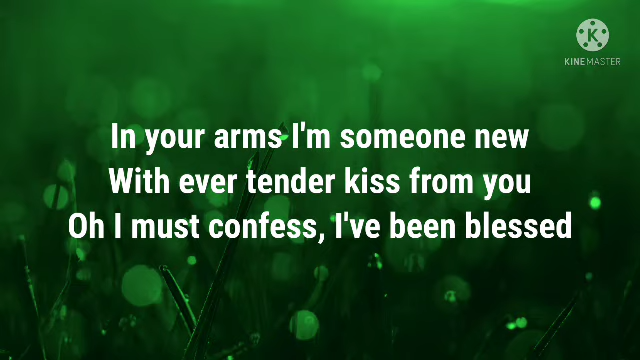 KINEMASTER
In your arms I'm someone new
With ever tender kiss from you
Oh I must confess, I've been blessed